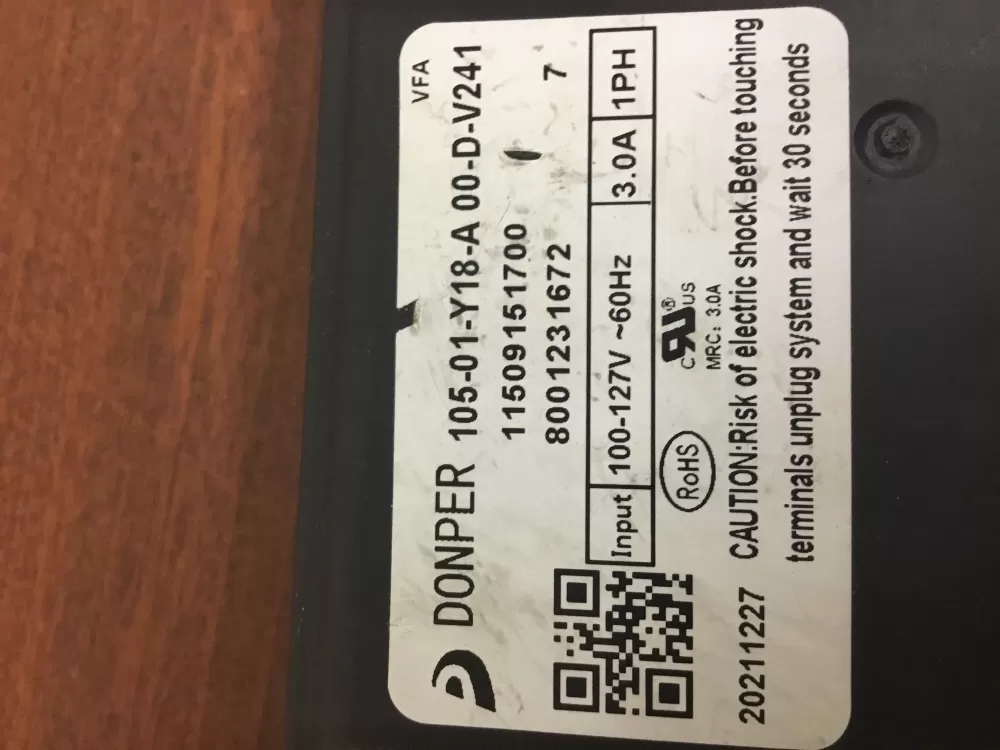 VFA
DONPER 105-01-Y18-A 00-D-V241
11509151700
8001231672 7
Input 100-127V ~60Hz 3.0A 1PH
RoHS c RU ® US
MRC: 3.0A
20211227 CAUTION:Risk of electric shock.Before touching
terminals unplug system and wait 30 seconds